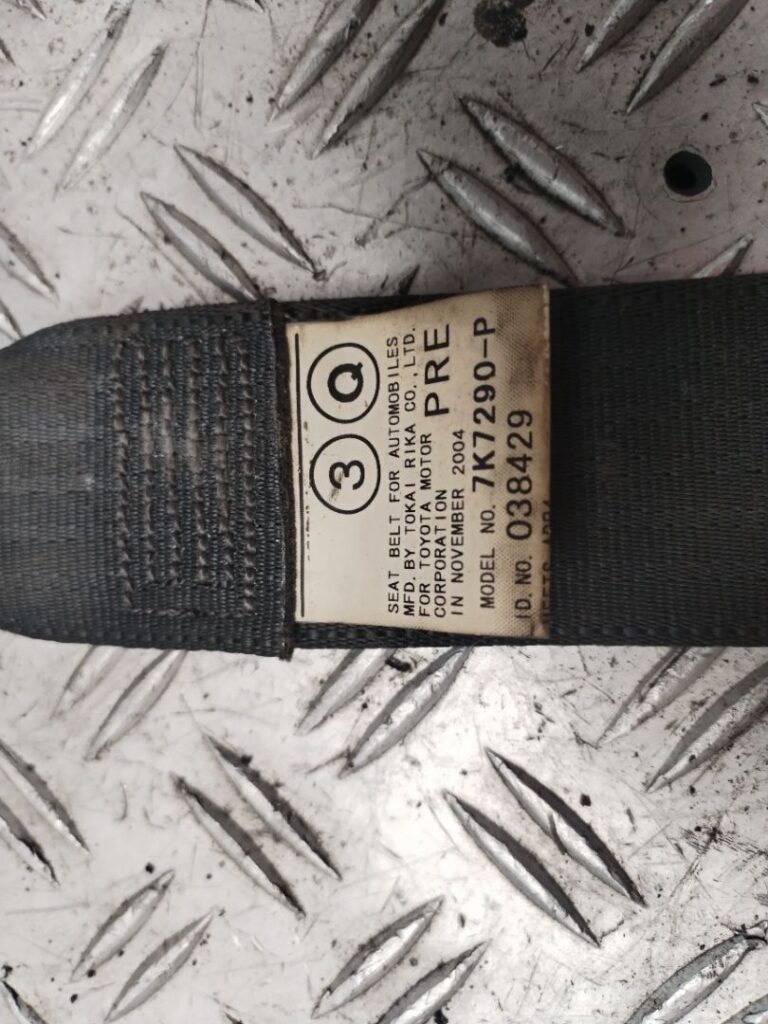 3 Q
SEAT BELT FOR AUTOMOBILES
MFD. BY TOKAI RIKA CO., LTD.
FOR TOYOTA MOTOR
CORPORATION PRE
IN NOVEMBER 2004
MODEL NO. 7K7290-P
ID. NO. 038429